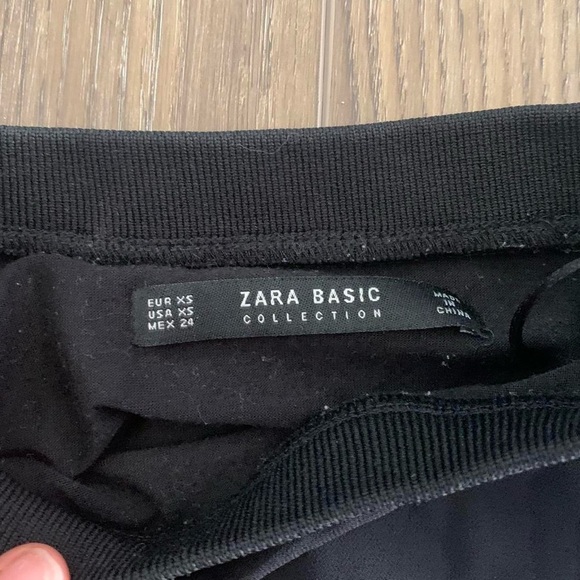 EUR XS
USA XS
MEX 24
ZARA BASIC
COLLECTION
MADE
IN
CHINA